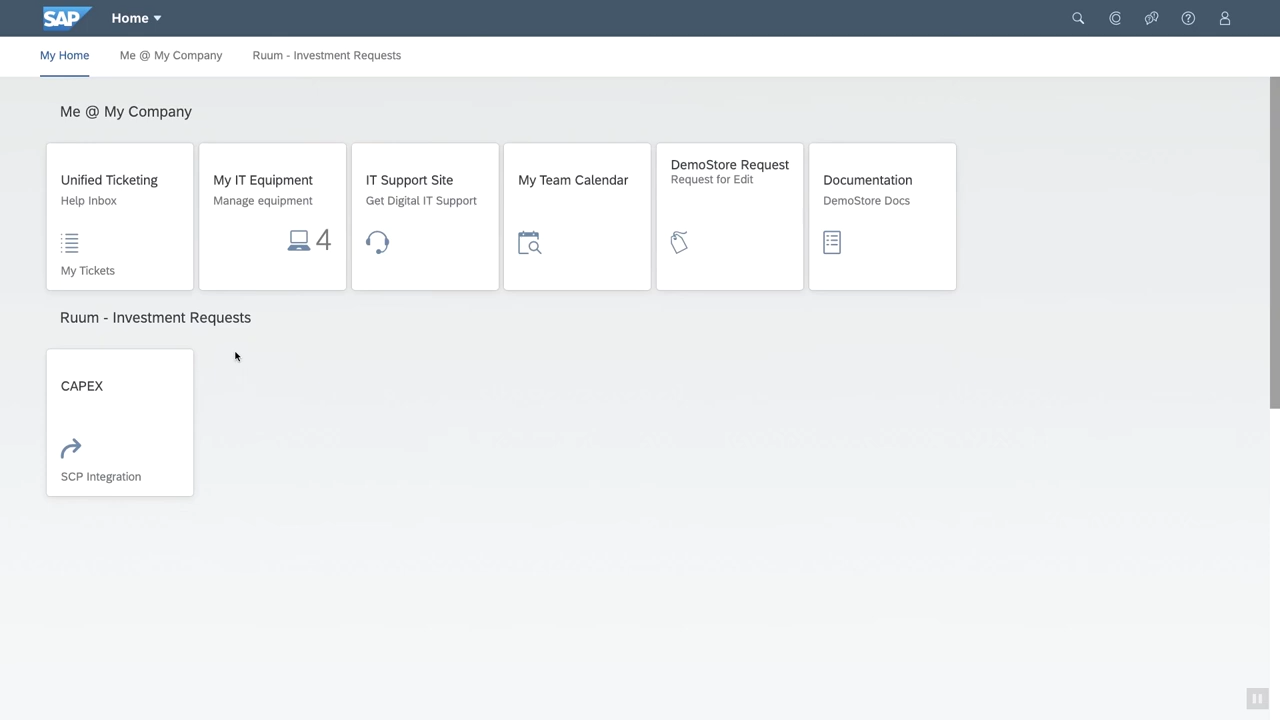 SAP
Home
My Home
Me @ My Company
Ruum - Investment Requests
Me @ My Company
Unified Ticketing
Help Inbox
My Tickets
My IT Equipment
Manage equipment
4
IT Support Site
Get Digital IT Support
My Team Calendar
DemoStore Request
Request for Edit
Documentation
DemoStore Docs
Ruum - Investment Requests
CAPEX
SCP Integration